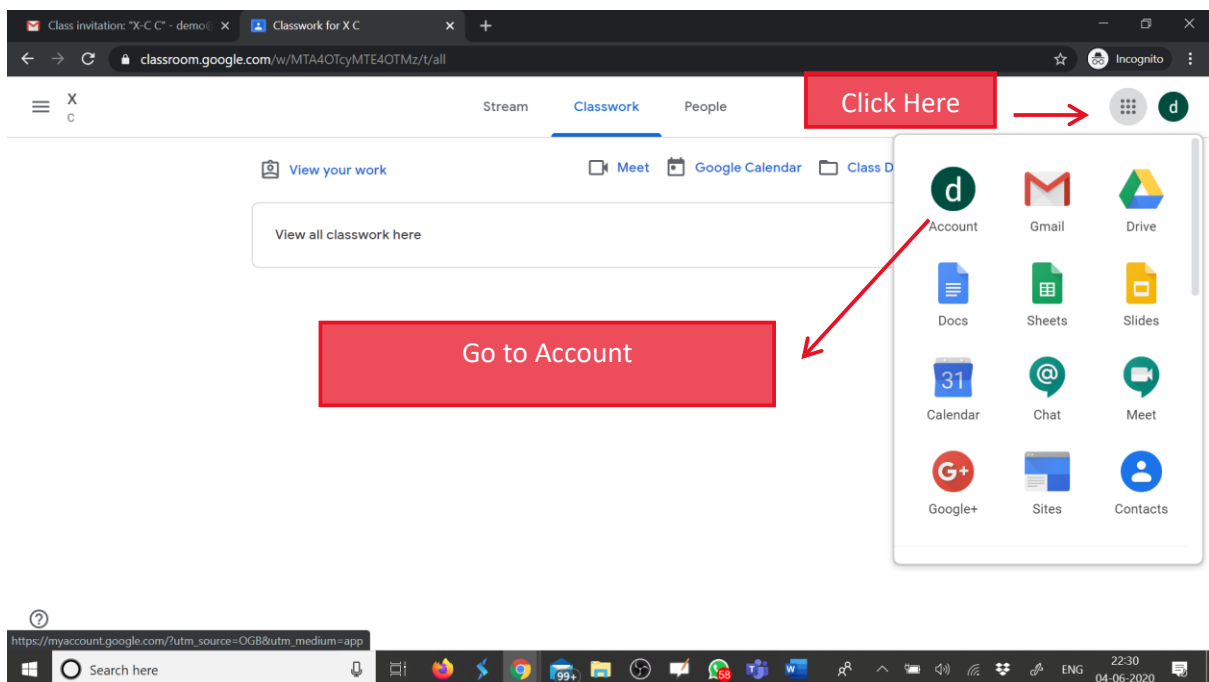 Class invitation: "X-C C" - demo
Classwork for X C
classroom.google.com/w/MTA4OTcyMTE4OTMz/t/all
Incognito
X
C
Stream Classwork People
Click Here
d
View your work
Meet Google Calendar Class D
View all classwork here
d
Account Gmail Drive
Docs Sheets Slides
Go to Account
31
Calendar Chat Meet
G+
Google+ Sites Contacts
https://myaccount.google.com/?utm_source=OGB&utm_medium=app
Search here
99+
58
ENG
22:30
04-06-2020